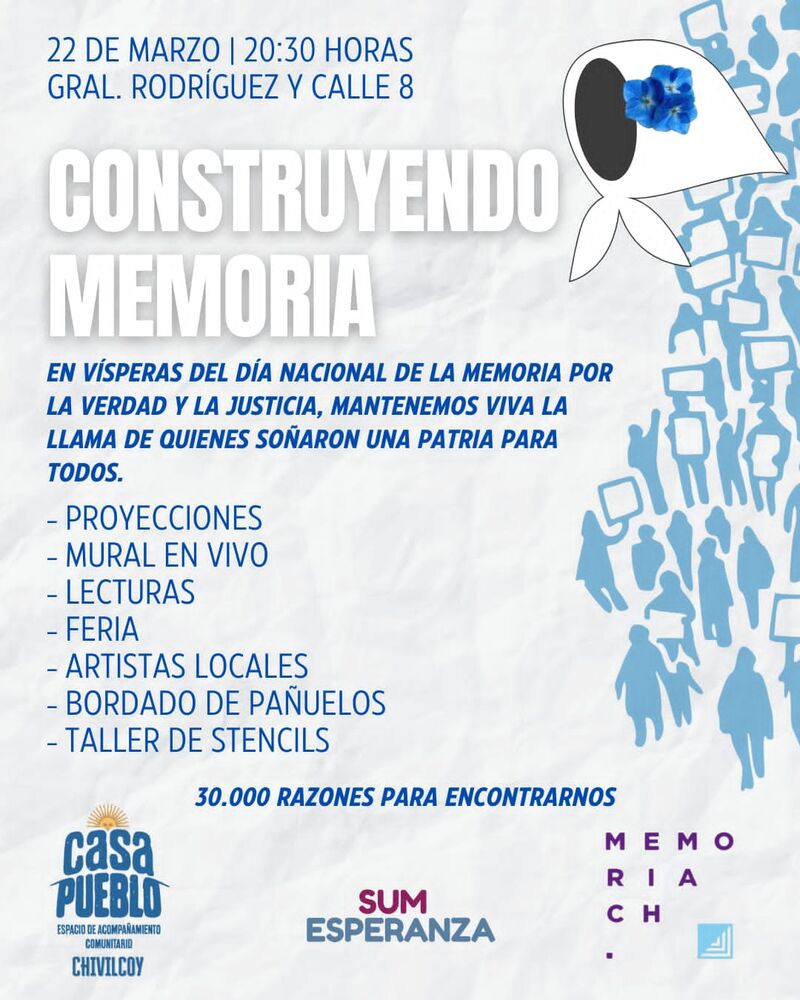 22 DE MARZO | 20:30 HORAS
GRAL. RODRÍGUEZ Y CALLE 8
CONSTRUYENDO
MEMORIA
EN VÍSPERAS DEL DÍA NACIONAL DE LA MEMORIA POR
LA VERDAD Y LA JUSTICIA, MANTENEMOS VIVA LA
LLAMA DE QUIENES SOÑARON UNA PATRIA PARA
TODOS.
- PROYECCIONES
- MURAL EN VIVO
- LECTURAS
- FERIA
- ARTISTAS LOCALES
- BORDADO DE PAÑUELOS
- TALLER DE STENCILS
30.000 RAZONES PARA ENCONTRARNOS
casa
PUEBLO
ESPACIO DE ACOMPAÑAMIENTO
COMUNITARIO
CHIVILCOY
SUM
ESPERANZA
MEMO
RIA
CH
.